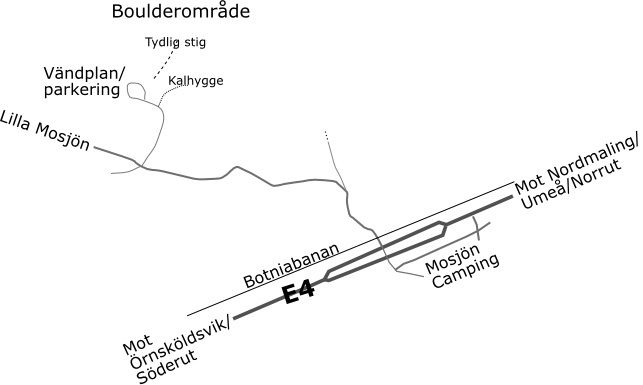 Boulderområde
Tydlig stig
Vändplan/
parkering
Kalhygge
Lilla Mosjön
Mot Nordmaling/
Umeå/Norrut
Botniabanan
Mosjön
Camping
E4
Mot
Örnsköldsvik/
Söderut